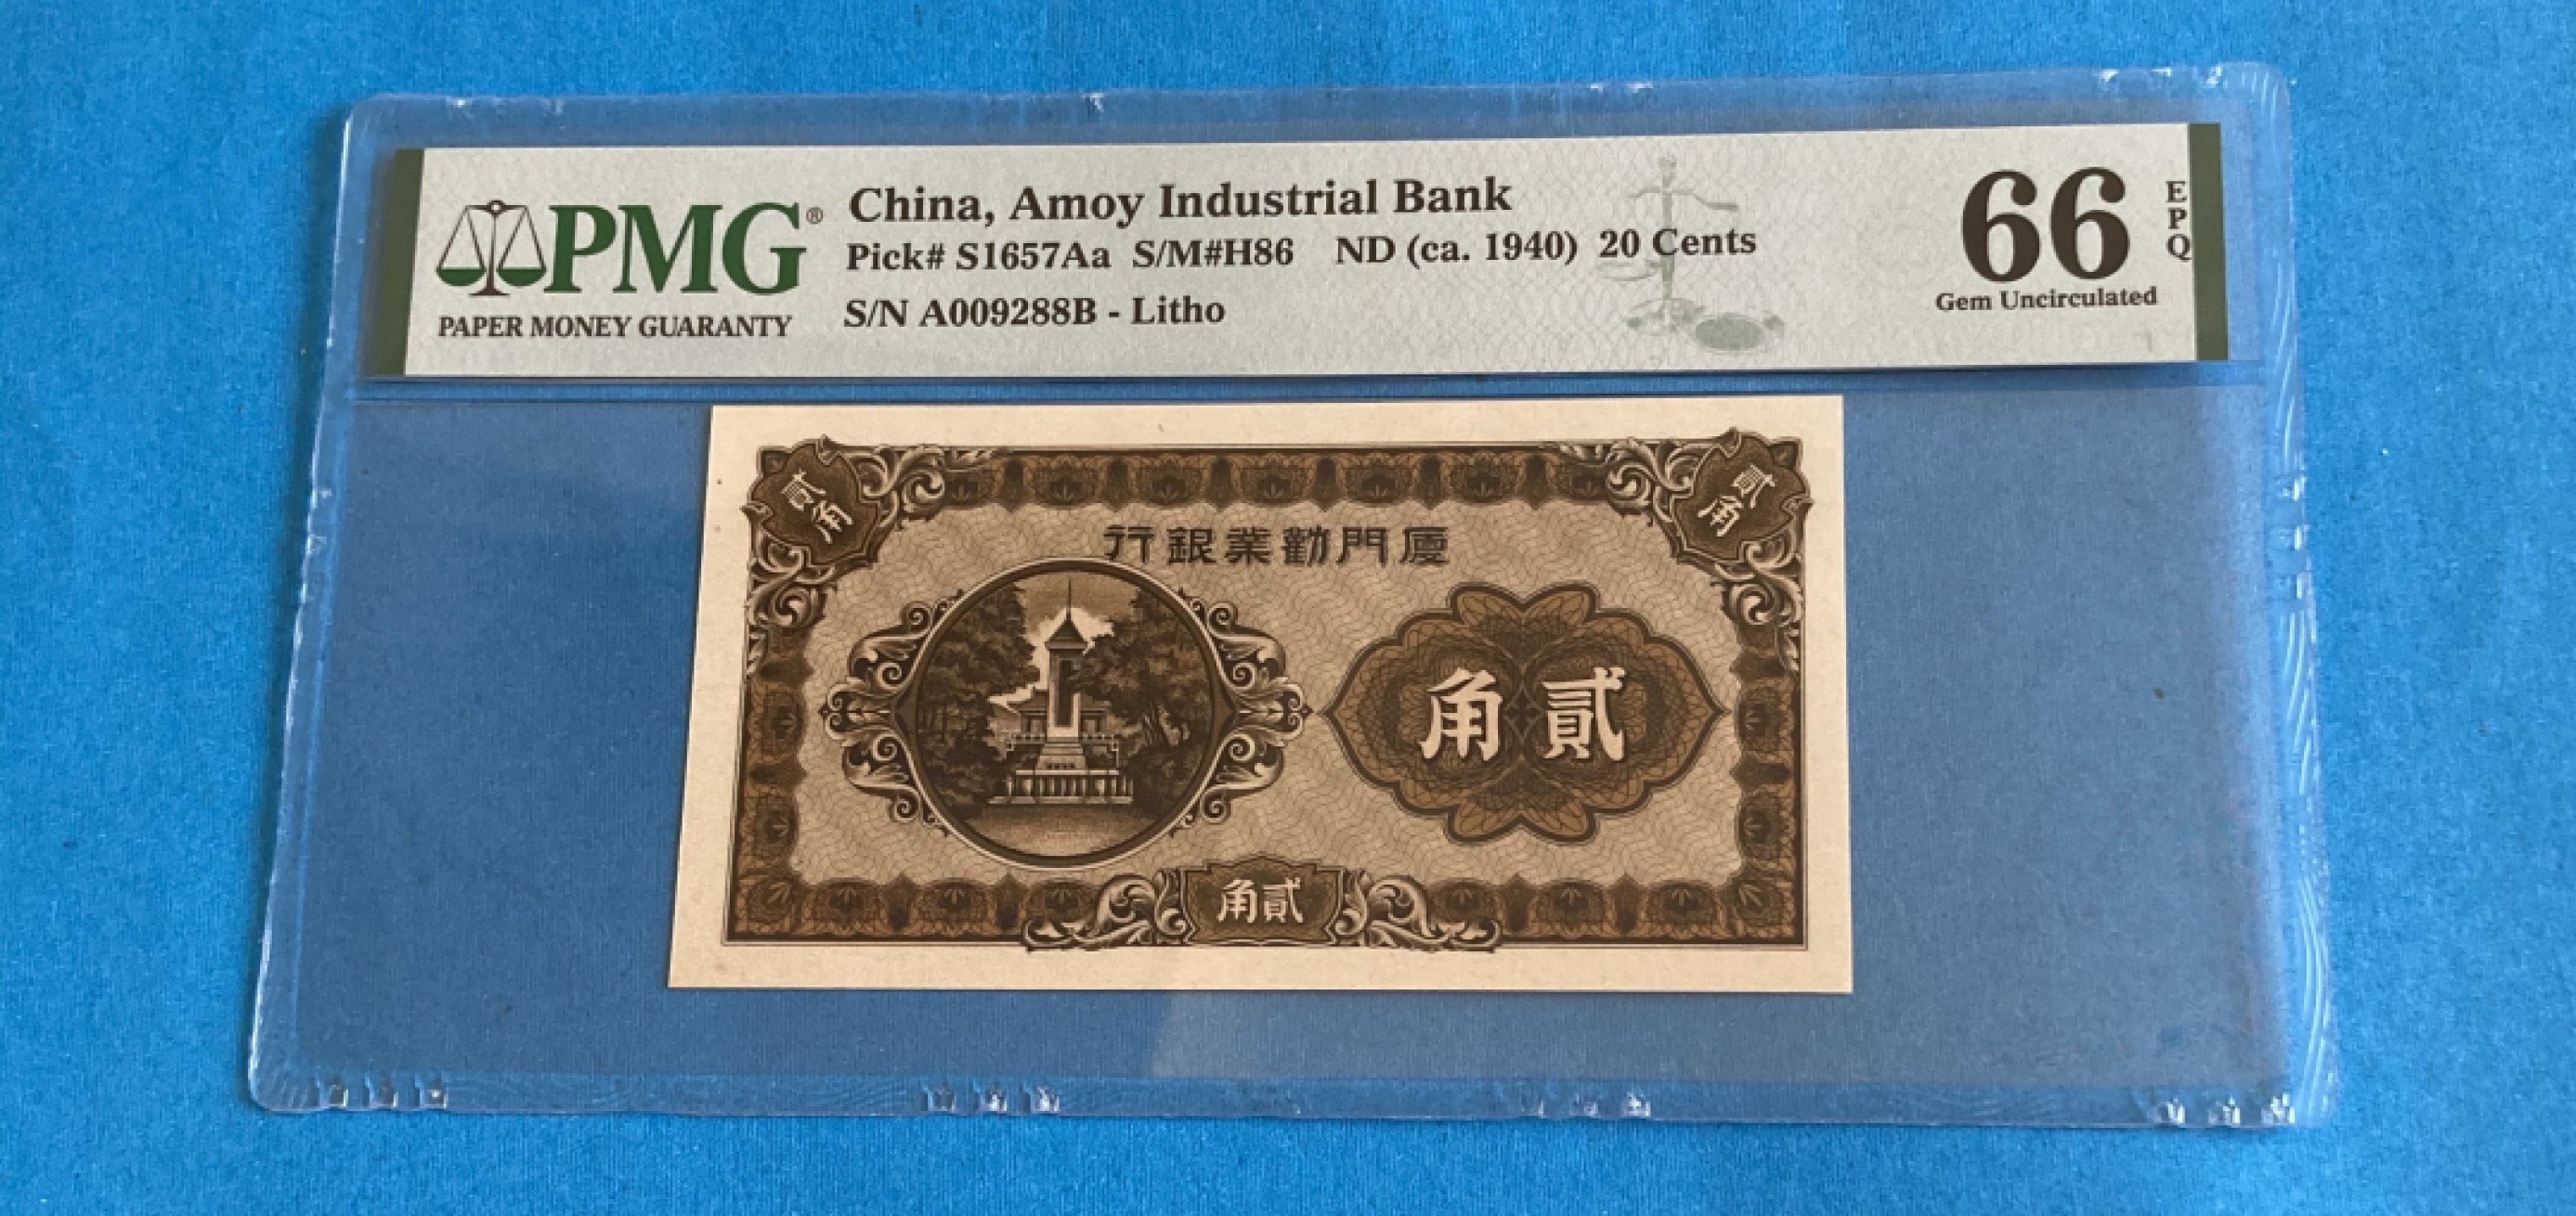 PMG®
PAPER MONEY GUARANTY
China, Amoy Industrial Bank
Pick# S1657Aa S/M#H86 ND (ca. 1940) 20 Cents
S/N A009288B - Litho
66
EPQ
Gem Uncirculated
貳角
貳角
行銀業勸門廈
角貳
角貳